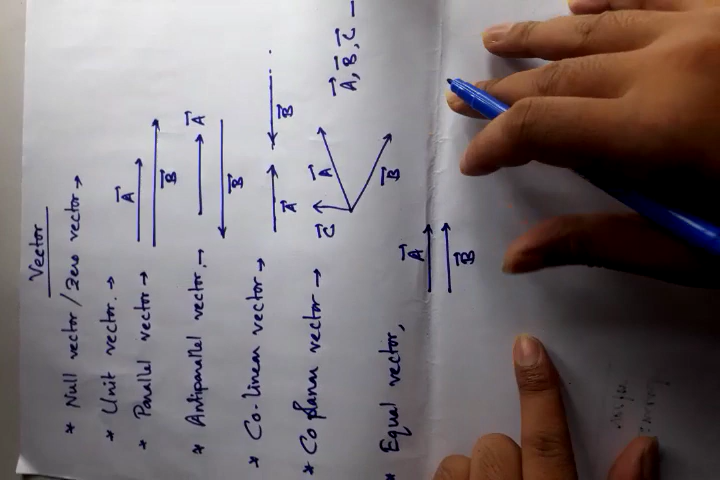 Vector
* Null vector/zero vector →
* Unit vector. →
* Parallel vector → A B
* Antiparallel vector. → A B
* Co-linear vector → A B ....
* Coplanar vector → C A B A, B, C -
* Equal vector, A B